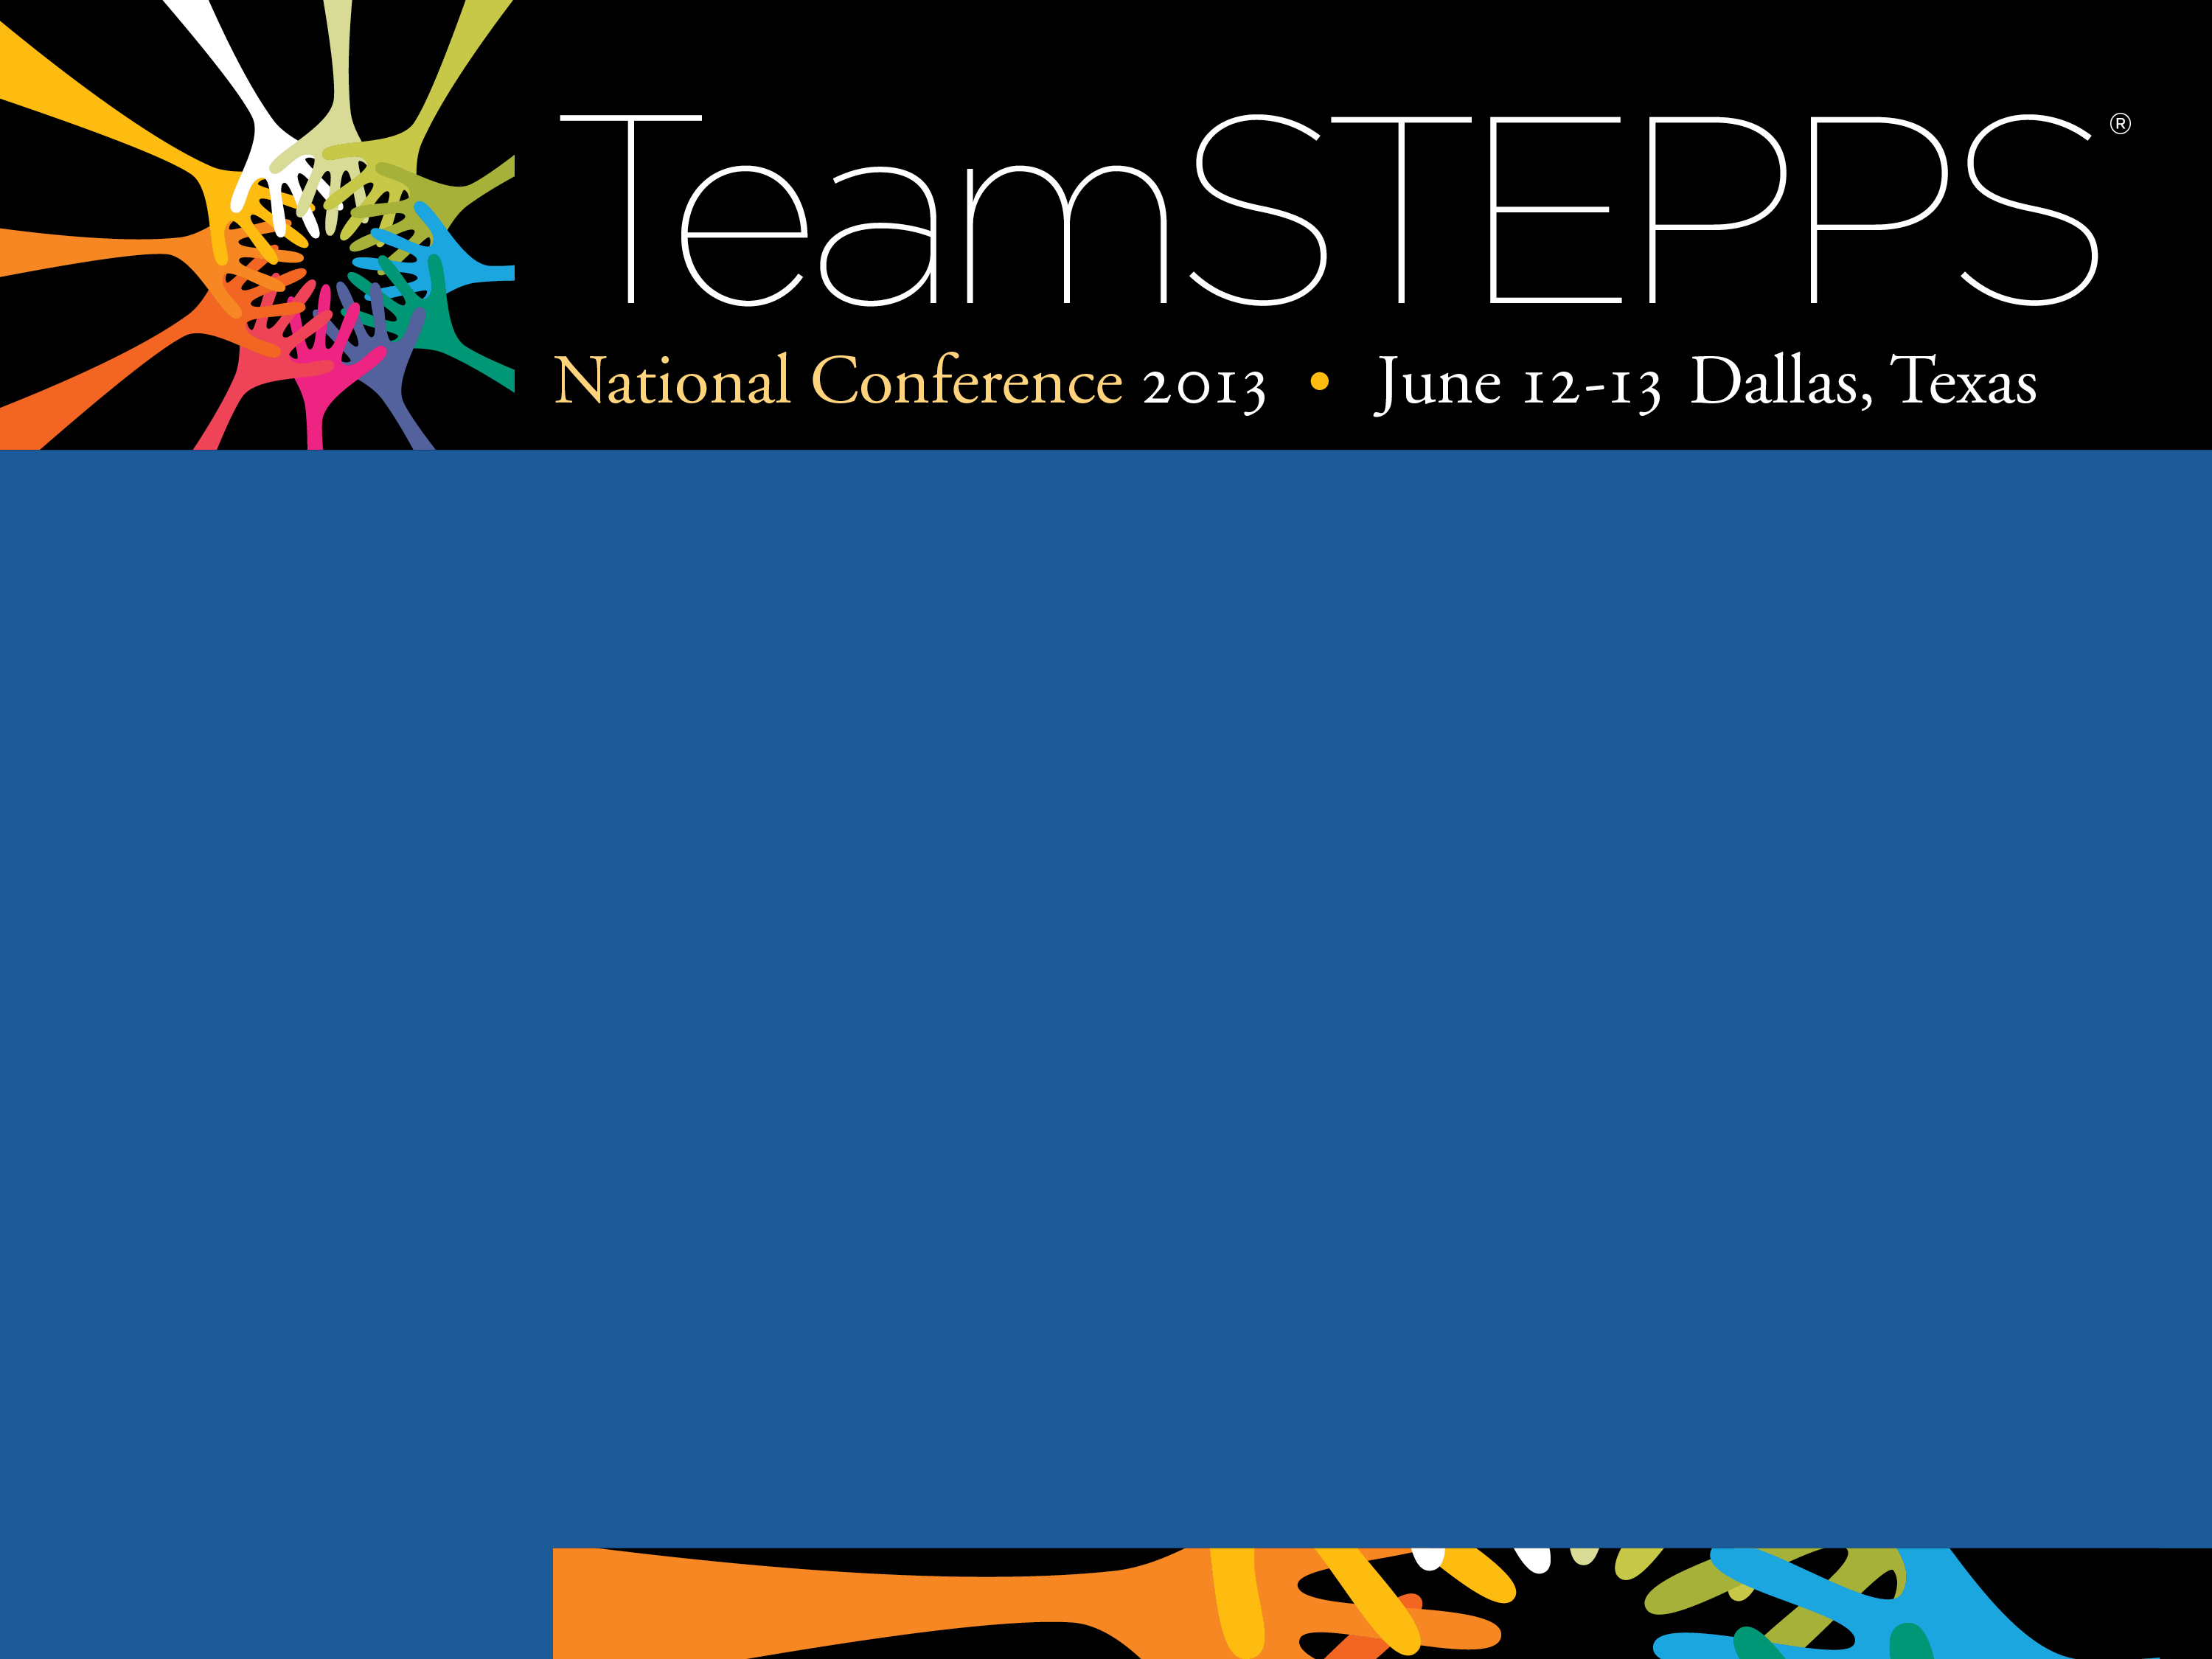 TeamSTEPPS®
National Conference 2013 • June 12-13 Dallas, Texas